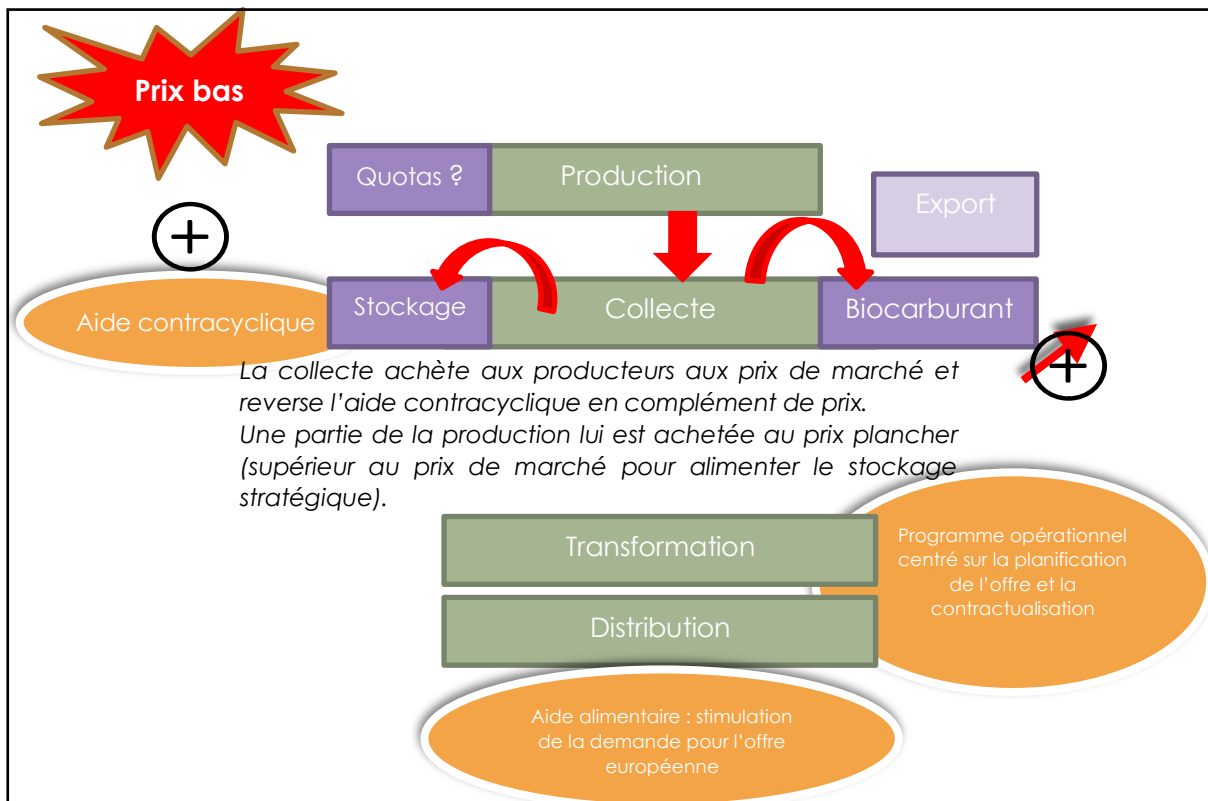 Prix bas
Quotas ?
Production
Export
Aide contracyclique
Stockage
Collecte
Biocarburant
La collecte achète aux producteurs aux prix de marché et
reverse l’aide contracyclique en complément de prix.
Une partie de la production lui est achetée au prix plancher
(supérieur au prix de marché pour alimenter le stockage
stratégique).
Transformation
Programme opérationnel
centré sur la planification
de l’offre et la
contractualisation
Distribution
Aide alimentaire : stimulation
de la demande pour l’offre
européenne